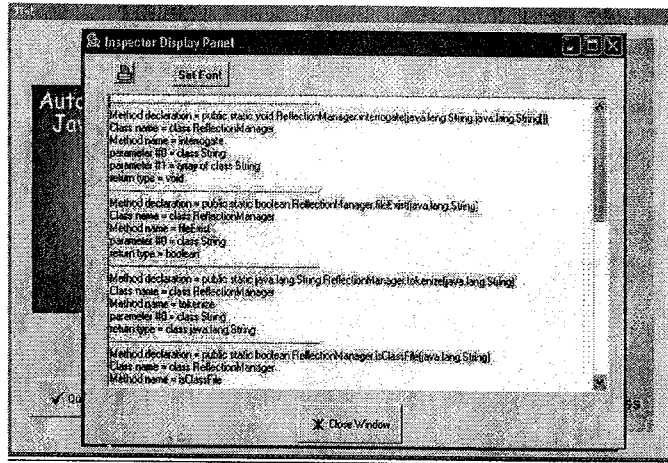 Inspector Display Panel
Set Font
Auto
Ja
Method declaration = public static void ReflectionManager.interrogate(java.lang.String,java.lang.String[])
Class name = class ReflectionManager
Method name = interrogate
parameter #0 = class String
parameter #1 = array of class String
return type = void
Method declaration = public static boolean ReflectionManager.fileExist(java.lang.String)
Class name = class ReflectionManager
Method name = fileExist
parameter #0 = class String
return type = boolean
Method declaration = public static java.lang.String ReflectionManager.tokenize(java.lang.String)
Class name = class ReflectionManager
Method name = tokenize
parameter #0 = class String
return type = class java.lang.String
Method declaration = public static boolean ReflectionManager.isClassFile(java.lang.String)
Class name = class ReflectionManager
Method name = isClassFile
Qu
Close Window